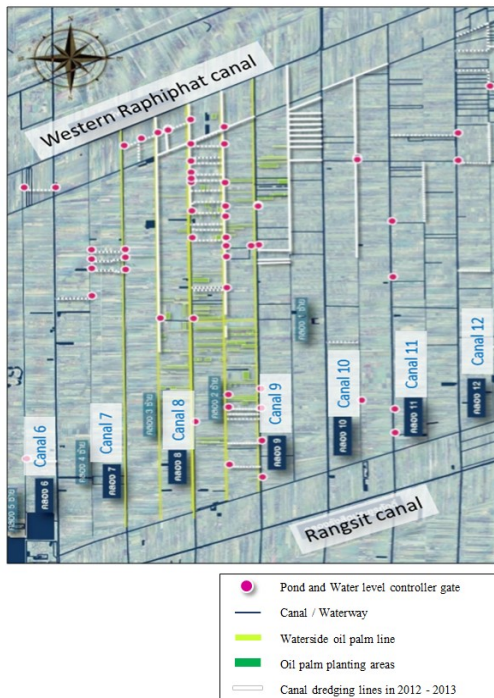 Western Raphiphat canal
Canal 6
Canal 7
Canal 8
Canal 9
Canal 10
Canal 11
Canal 12
คลอง 6
คลอง 7
คลอง 8
คลอง 9
คลอง 10
คลอง 11
คลอง 12
Rangsit canal
Pond and Water level controller gate
Canal / Waterway
Waterside oil palm line
Oil palm planting areas
Canal dredging lines in 2012 - 2013